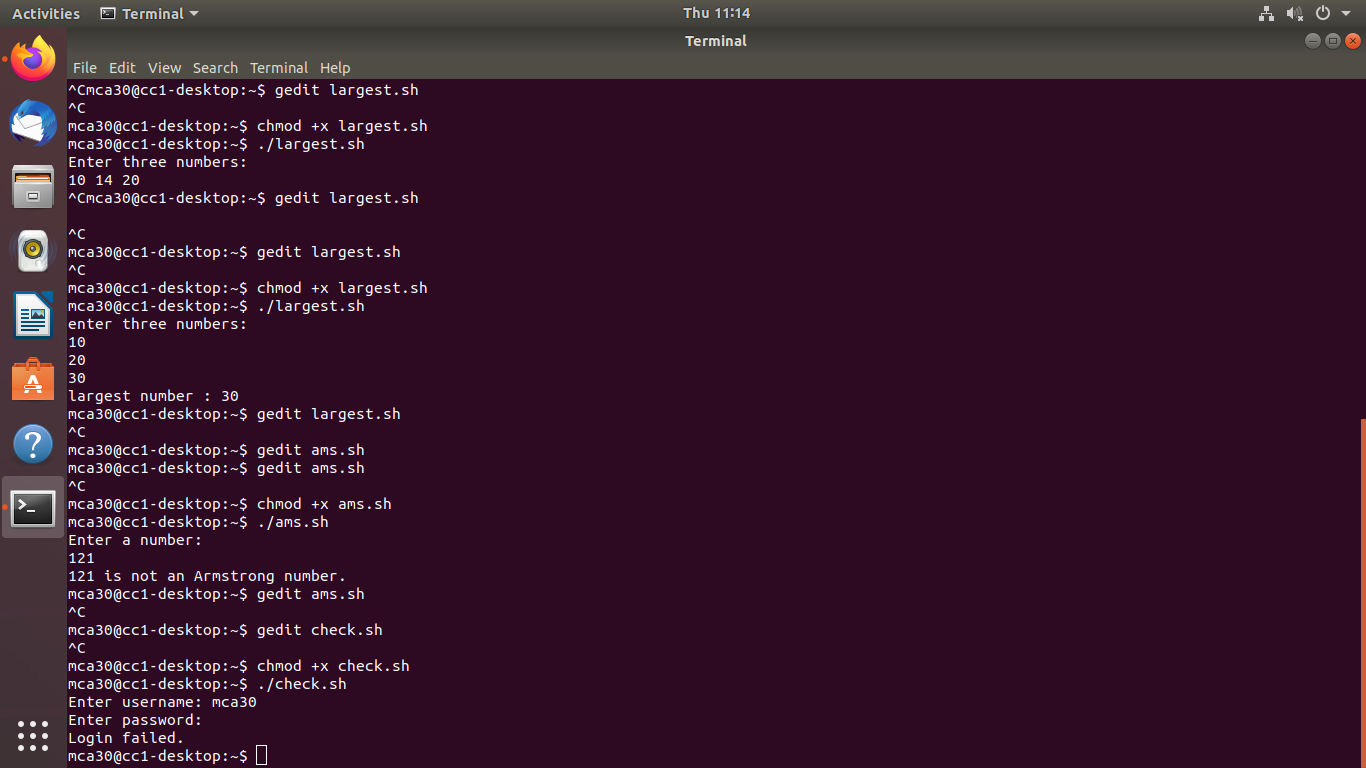 Activities Terminal Thu 11:14
Terminal
File Edit View Search Terminal Help
^Cmca30@cc1-desktop:~$ gedit largest.sh
^C
mca30@cc1-desktop:~$ chmod +x largest.sh
mca30@cc1-desktop:~$ ./largest.sh
Enter three numbers:
10 14 20
^Cmca30@cc1-desktop:~$ gedit largest.sh
^C
mca30@cc1-desktop:~$ gedit largest.sh
^C
mca30@cc1-desktop:~$ chmod +x largest.sh
mca30@cc1-desktop:~$ ./largest.sh
enter three numbers:
10
20
30
largest number : 30
mca30@cc1-desktop:~$ gedit largest.sh
^C
mca30@cc1-desktop:~$ gedit ams.sh
mca30@cc1-desktop:~$ gedit ams.sh
^C
mca30@cc1-desktop:~$ chmod +x ams.sh
mca30@cc1-desktop:~$ ./ams.sh
Enter a number:
121
121 is not an Armstrong number.
mca30@cc1-desktop:~$ gedit ams.sh
^C
mca30@cc1-desktop:~$ gedit check.sh
^C
mca30@cc1-desktop:~$ chmod +x check.sh
mca30@cc1-desktop:~$ ./check.sh
Enter username: mca30
Enter password:
Login failed.
mca30@cc1-desktop:~$